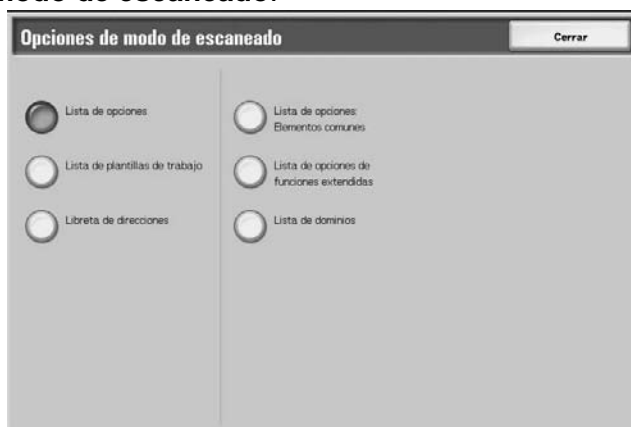 modo de escaneado.
Opciones de modo de escaneado
Cerrar
Lista de opciones
Lista de plantillas de trabajo
Libreta de direcciones
Lista de opciones:
Elementos comunes
Lista de opciones de
funciones extendidas
Lista de dominios